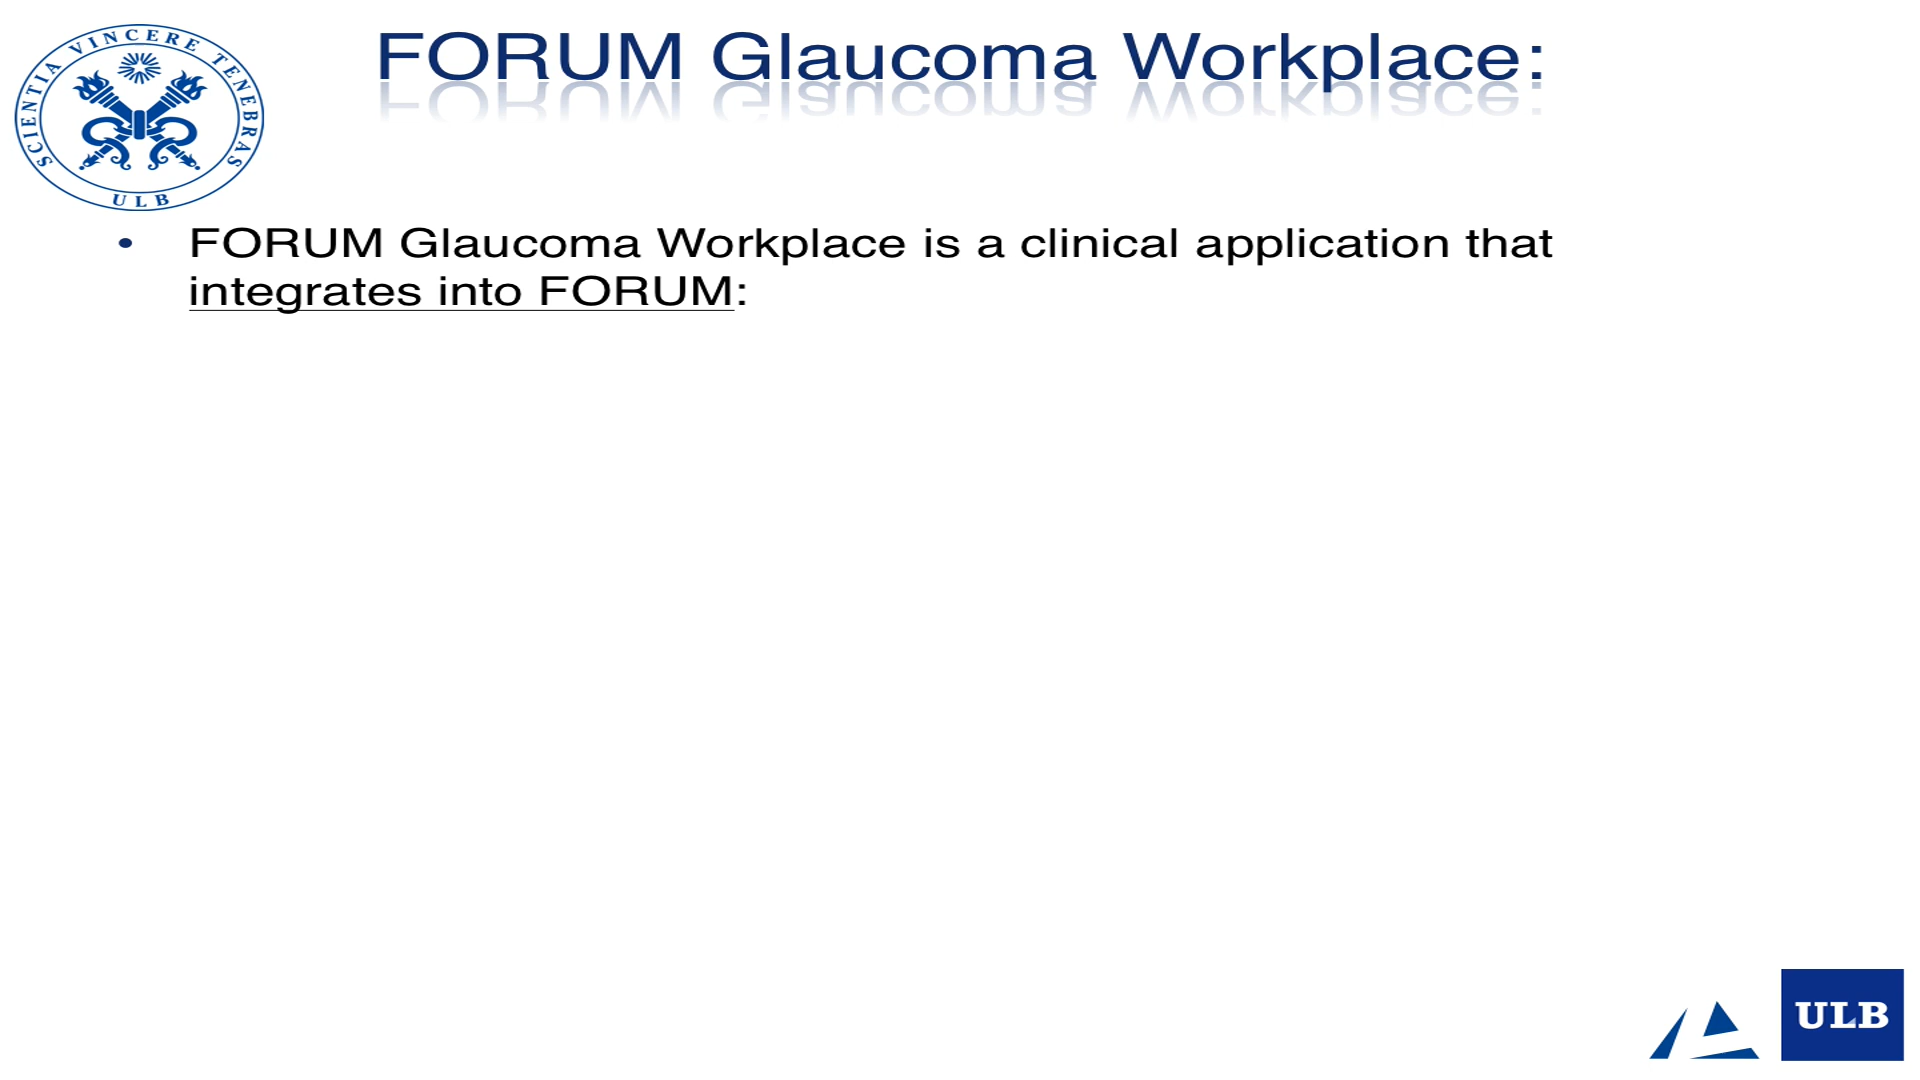 SCIENTIA VINCERE TENEBRAS
ULB
FORUM Glaucoma Workplace:
• FORUM Glaucoma Workplace is a clinical application that
integrates into FORUM:
ULB